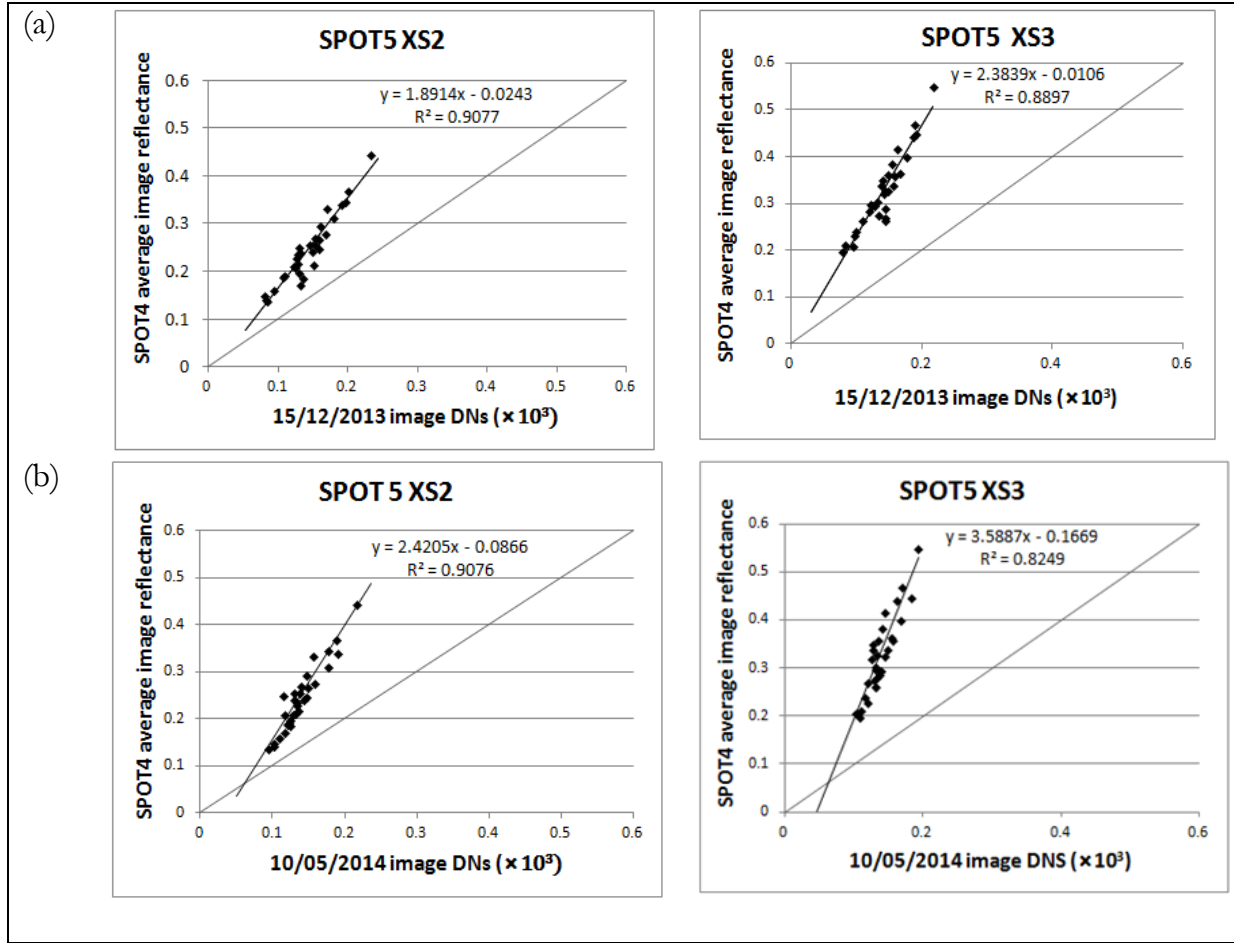 (a)
SPOT5 XS2
y = 1.8914x - 0.0243
R² = 0.9077
SPOT4 average image reflectance
0.6
0.5
0.4
0.3
0.2
0.1
0
0 0.1 0.2 0.3 0.4 0.5 0.6
15/12/2013 image DNs (×10³)
SPOT5 XS3
y = 2.3839x - 0.0106
R² = 0.8897
SPOT4 average image reflectance
0.6
0.5
0.4
0.3
0.2
0.1
0
0 0.2 0.4 0.6
15/12/2013 image DNs (×10³)
(b)
SPOT 5 XS2
y = 2.4205x - 0.0866
R² = 0.9076
SPOT4 average image reflectance
0.6
0.5
0.4
0.3
0.2
0.1
0
0 0.1 0.2 0.3 0.4 0.5 0.6
10/05/2014 image DNs (×10³)
SPOT5 XS3
y = 3.5887x - 0.1669
R² = 0.8249
SPOT4 average image reflectance
0.6
0.5
0.4
0.3
0.2
0.1
0
0 0.2 0.4 0.6
10/05/2014 image DNS (×10³)